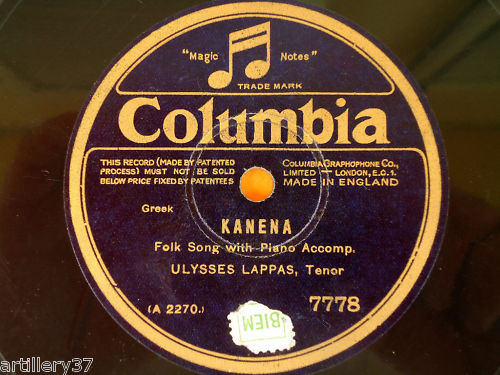 "Magic Notes"
TRADE MARK
Columbia
THIS RECORD (MADE BY PATENTED
PROCESS) MUST NOT BE SOLD
BELOW PRICE FIXED BY PATENTEES
COLUMBIA GRAPHOPHONE CO.,
LIMITED — LONDON, E.C.1.
MADE IN ENGLAND
Greek
KANENA
Folk Song with Piano Accomp.
ULYSSES LAPPAS, Tenor
(A 2270.)
7778
BIEM
artillery37